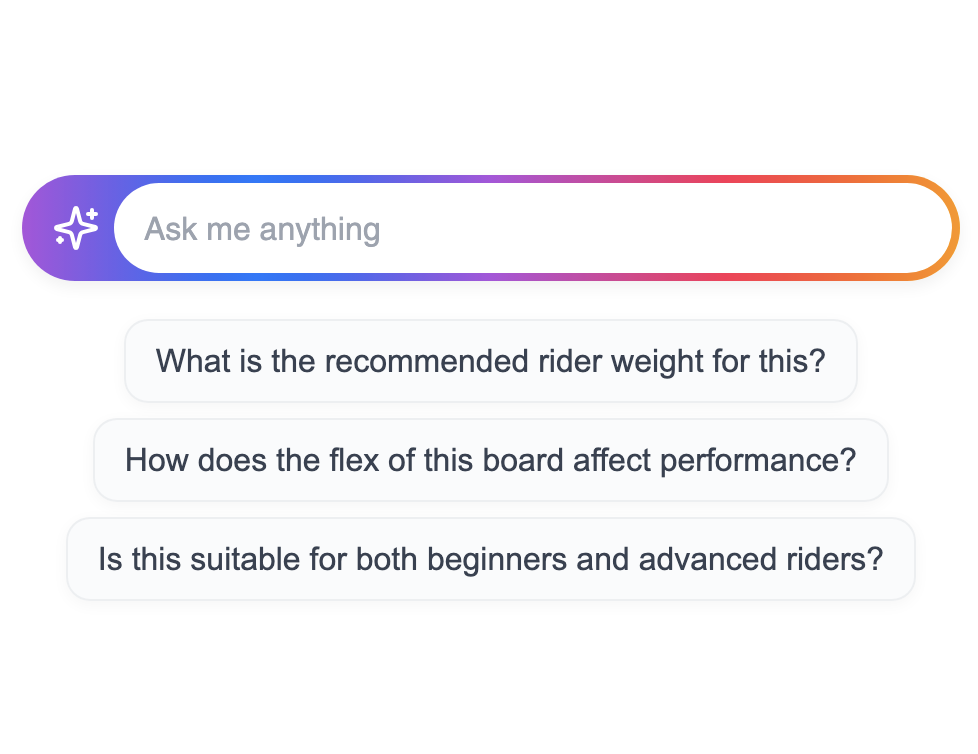 Ask me anything
What is the recommended rider weight for this?
How does the flex of this board affect performance?
Is this suitable for both beginners and advanced riders?